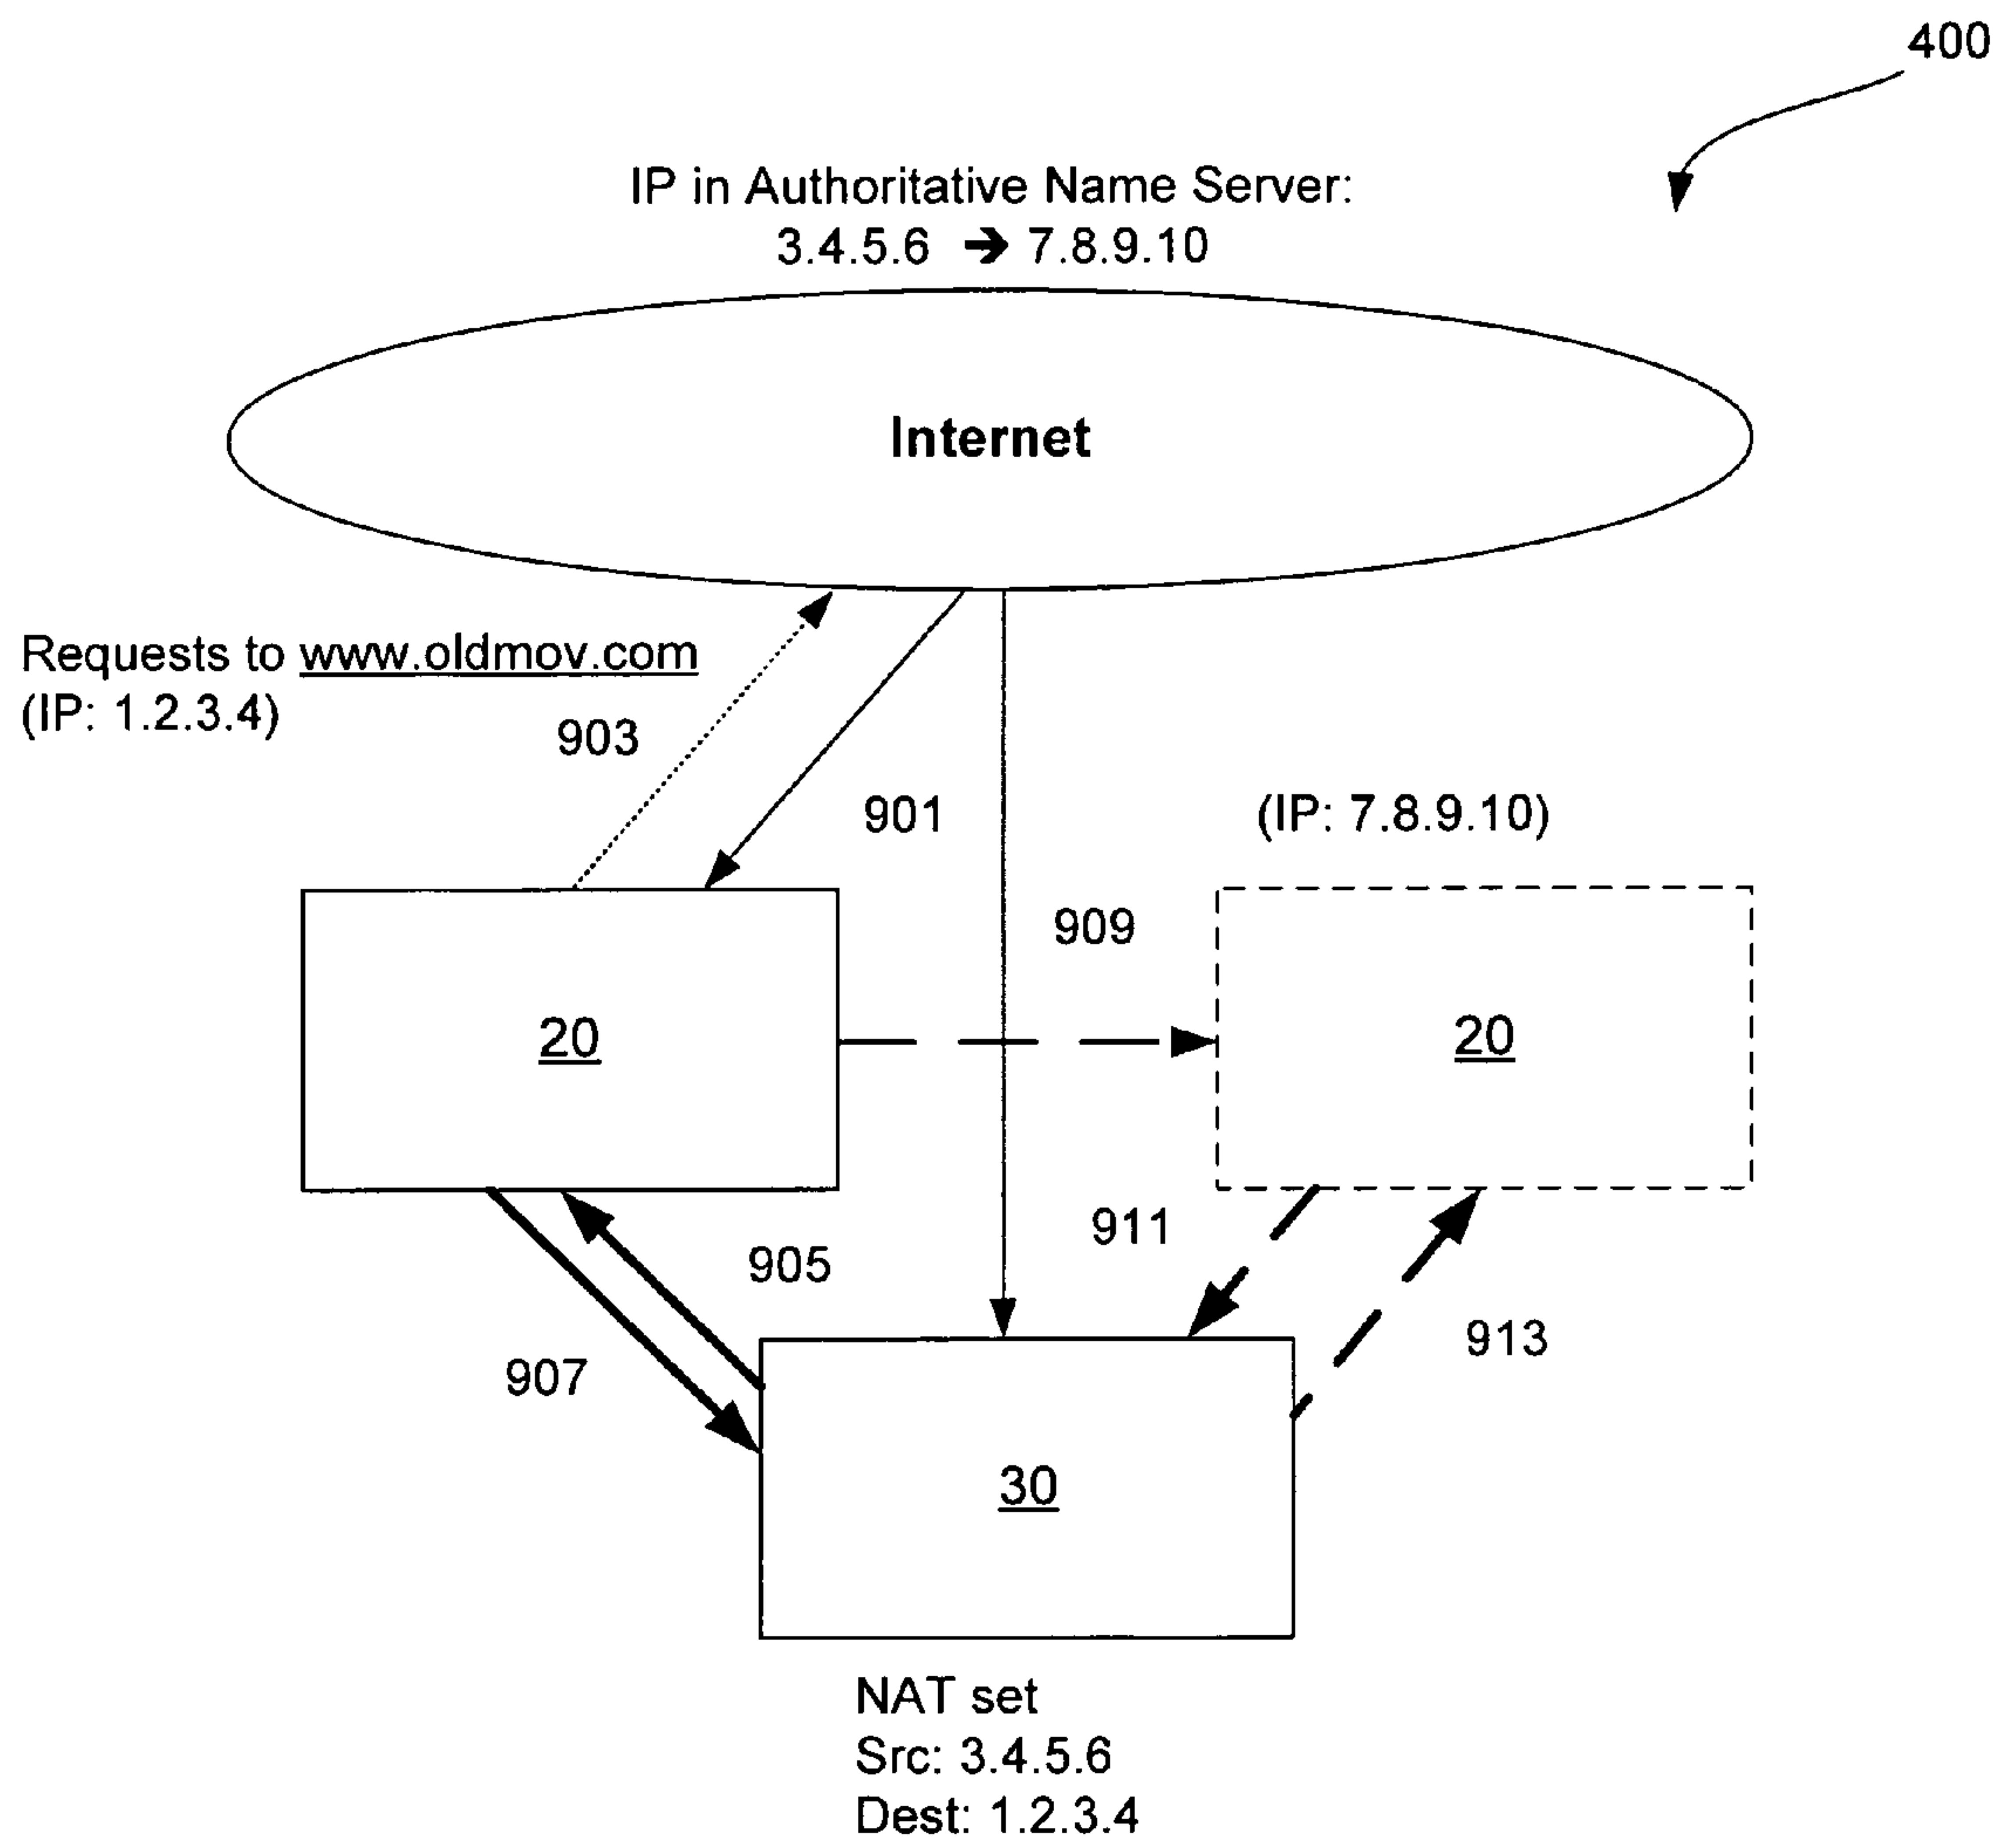 400
IP in Authoritative Name Server:
3.4.5.6 ➔ 7.8.9.10
Internet
Requests to www.oldmov.com
(IP: 1.2.3.4)
903
901
(IP: 7.8.9.10)
909
20
20
911
905
913
907
30
NAT set
Src: 3.4.5.6
Dest: 1.2.3.4